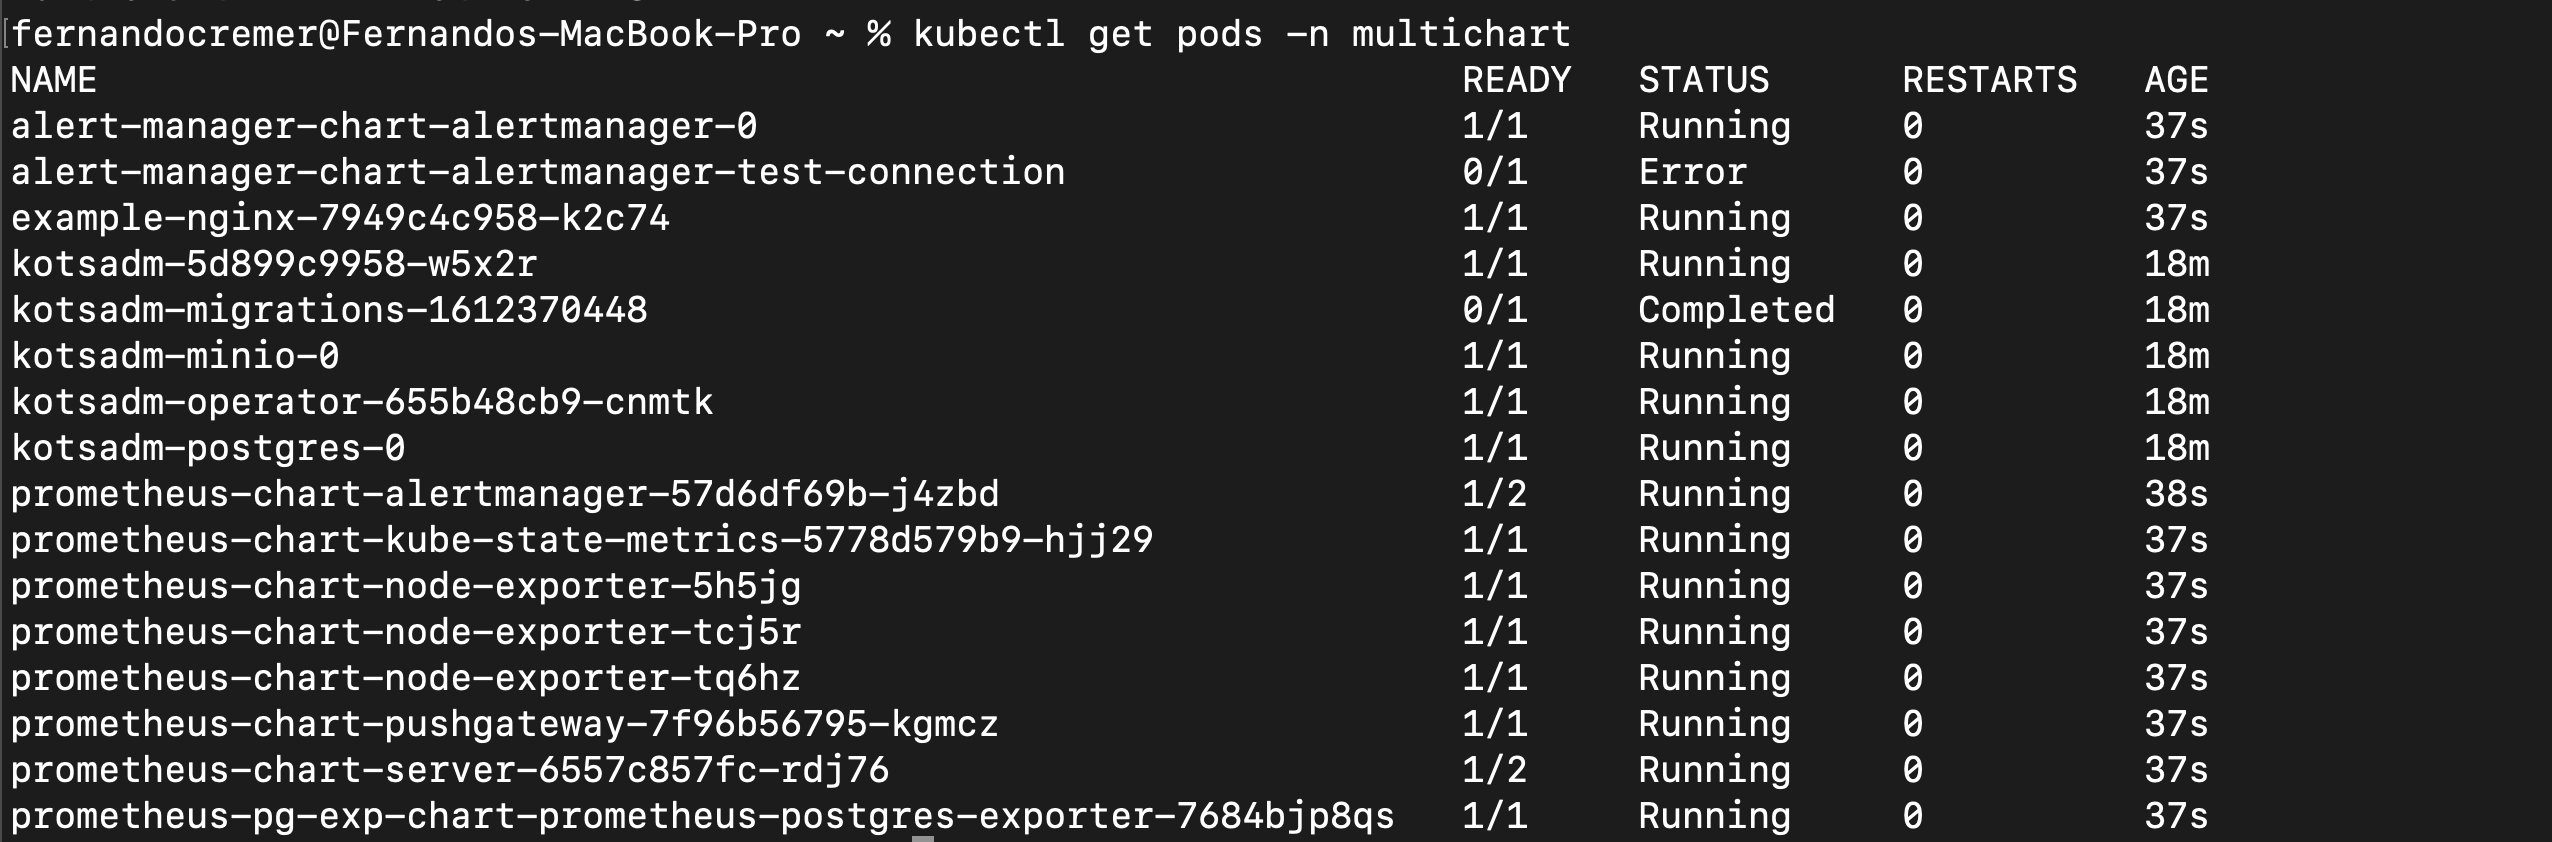 fernandocremer@Fernandos-MacBook-Pro ~ % kubectl get pods -n multichart
NAME READY STATUS RESTARTS AGE
alert-manager-chart-alertmanager-0 1/1 Running 0 37s
alert-manager-chart-alertmanager-test-connection 0/1 Error 0 37s
example-nginx-7949c4c958-k2c74 1/1 Running 0 37s
kotsadm-5d899c9958-w5x2r 1/1 Running 0 18m
kotsadm-migrations-1612370448 0/1 Completed 0 18m
kotsadm-minio-0 1/1 Running 0 18m
kotsadm-operator-655b48cb9-cnmtk 1/1 Running 0 18m
kotsadm-postgres-0 1/1 Running 0 18m
prometheus-chart-alertmanager-57d6df69b-j4zbd 1/2 Running 0 38s
prometheus-chart-kube-state-metrics-5778d579b9-hjj29 1/1 Running 0 37s
prometheus-chart-node-exporter-5h5jg 1/1 Running 0 37s
prometheus-chart-node-exporter-tcj5r 1/1 Running 0 37s
prometheus-chart-node-exporter-tq6hz 1/1 Running 0 37s
prometheus-chart-pushgateway-7f96b56795-kgmcz 1/1 Running 0 37s
prometheus-chart-server-6557c857fc-rdj76 1/2 Running 0 37s
prometheus-pg-exp-chart-prometheus-postgres-exporter-7684bjp8qs 1/1 Running 0 37s